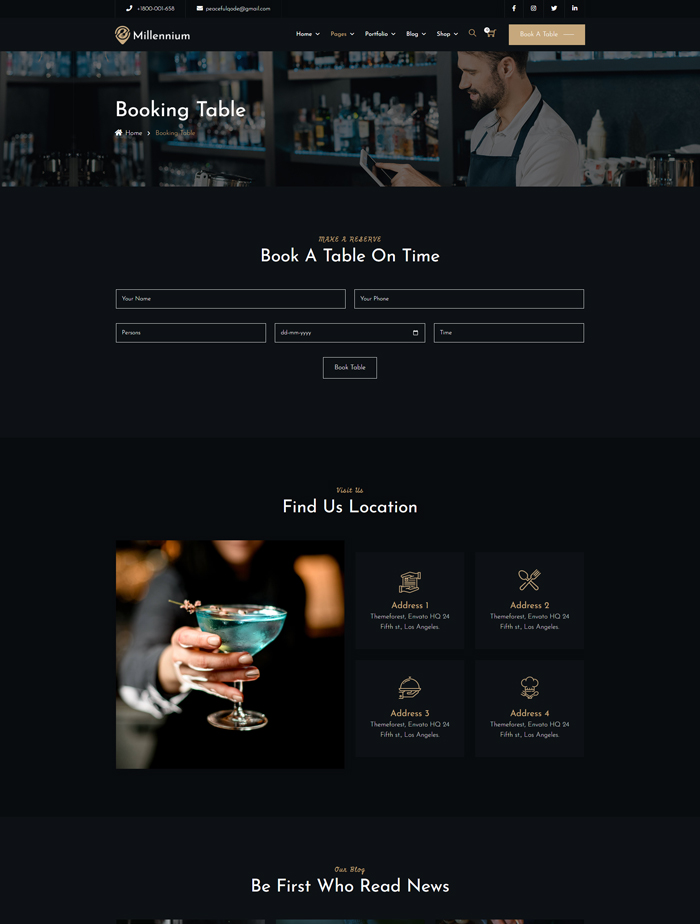 +1800-001-658 peacefulqode@gmail.com
Millennium
Home Pages Portfolio Blog Shop 0 Book A Table
Booking Table
Home Booking Table
MAKE A RESERVE
Book A Table On Time
Your Name Your Phone
Persons dd-mm-yyyy Time
Book Table
Visit Us
Find Us Location
Address 1
Themeforest, Envato HQ 24
Fifth st., Los Angeles.
Address 2
Themeforest, Envato HQ 24
Fifth st., Los Angeles.
Address 3
Themeforest, Envato HQ 24
Fifth st., Los Angeles.
Address 4
Themeforest, Envato HQ 24
Fifth st., Los Angeles.
Our Blog
Be First Who Read News